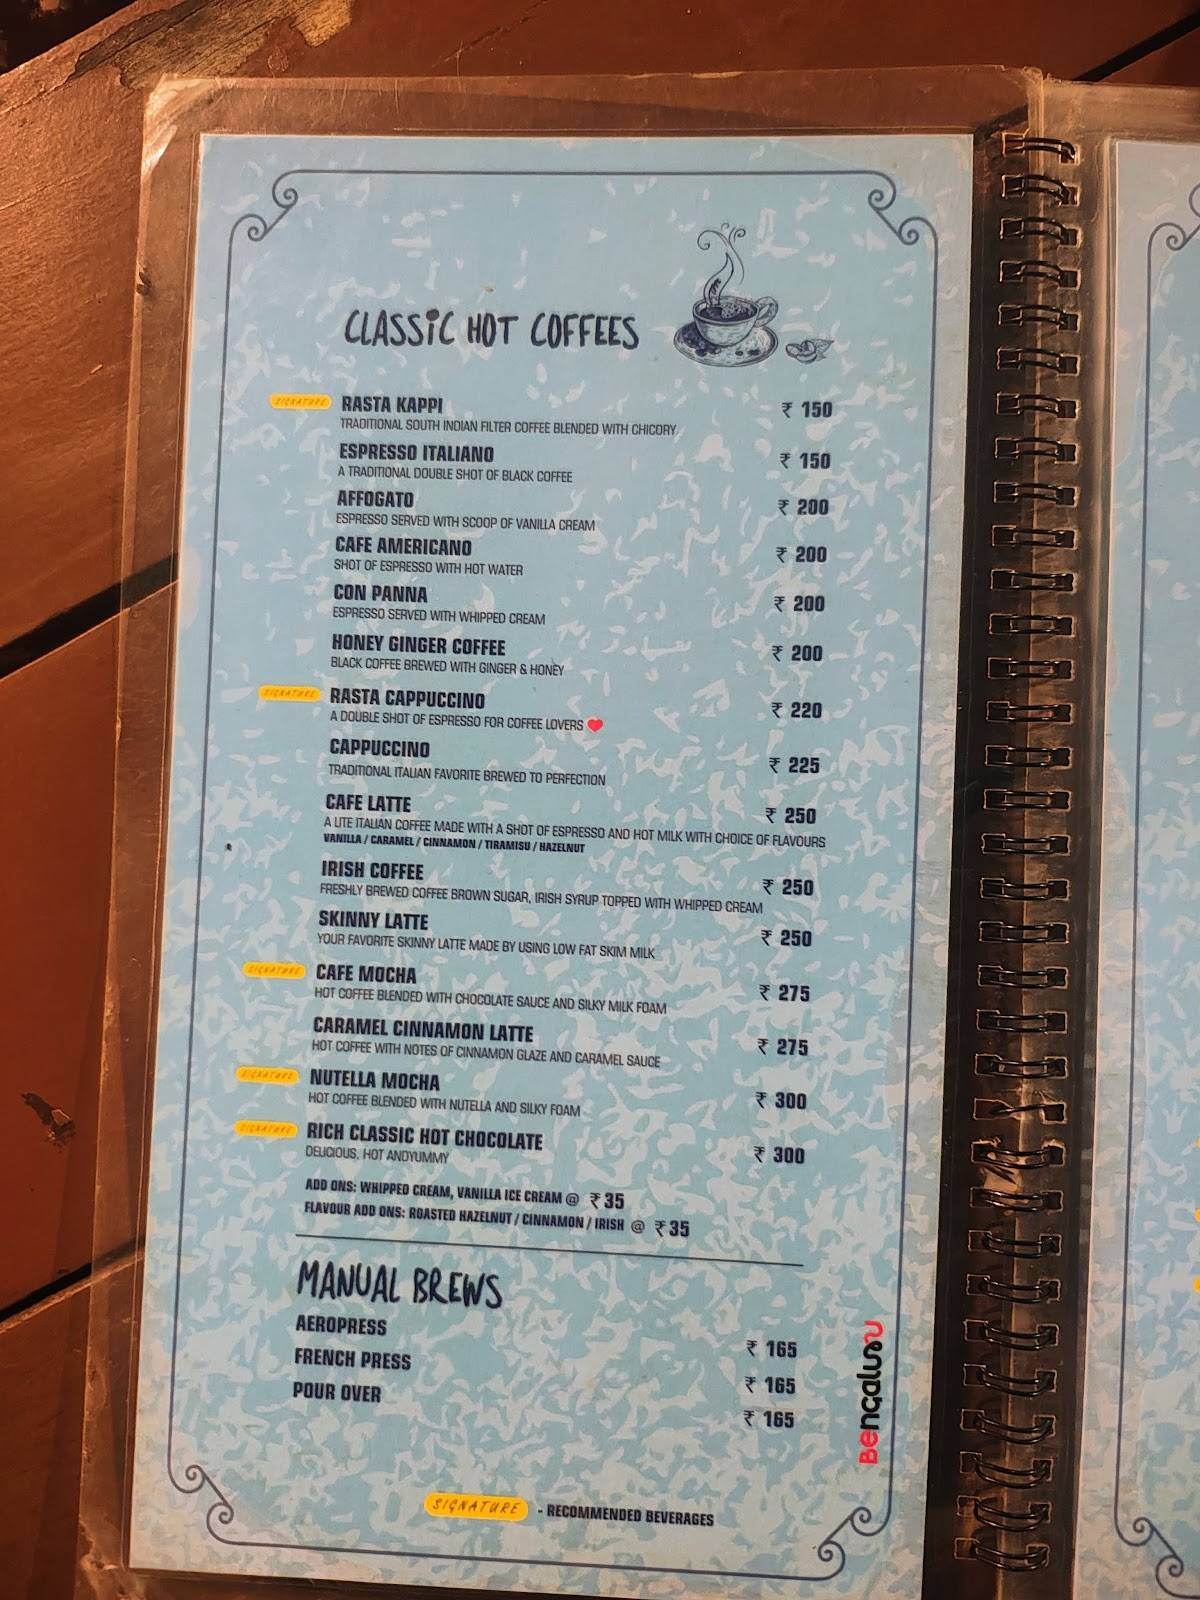 CLASSIC HOT COFFEES
SIGNATURE RASTA KAPPI ₹ 150
TRADITIONAL SOUTH INDIAN FILTER COFFEE BLENDED WITH CHICORY
ESPRESSO ITALIANO ₹ 150
A TRADITIONAL DOUBLE SHOT OF BLACK COFFEE
AFFOGATO ₹ 200
ESPRESSO SERVED WITH SCOOP OF VANILLA CREAM
CAFE AMERICANO ₹ 200
SHOT OF ESPRESSO WITH HOT WATER
CON PANNA ₹ 200
ESPRESSO SERVED WITH WHIPPED CREAM
HONEY GINGER COFFEE ₹ 200
BLACK COFFEE BREWED WITH GINGER & HONEY
SIGNATURE RASTA CAPPUCCINO ₹ 220
A DOUBLE SHOT OF ESPRESSO FOR COFFEE LOVERS ❤
CAPPUCCINO ₹ 225
TRADITIONAL ITALIAN FAVORITE BREWED TO PERFECTION
CAFE LATTE ₹ 250
A LITE ITALIAN COFFEE MADE WITH A SHOT OF ESPRESSO AND HOT MILK WITH CHOICE OF FLAVOURS
VANILLA / CARAMEL / CINNAMON / TIRAMISU / HAZELNUT
IRISH COFFEE ₹ 250
FRESHLY BREWED COFFEE BROWN SUGAR, IRISH SYRUP TOPPED WITH WHIPPED CREAM
SKINNY LATTE ₹ 250
YOUR FAVORITE SKINNY LATTE MADE BY USING LOW FAT SKIM MILK
SIGNATURE CAFE MOCHA ₹ 275
HOT COFFEE BLENDED WITH CHOCOLATE SAUCE AND SILKY MILK FOAM
CARAMEL CINNAMON LATTE ₹ 275
HOT COFFEE WITH NOTES OF CINNAMON GLAZE AND CARAMEL SAUCE
SIGNATURE NUTELLA MOCHA ₹ 300
HOT COFFEE BLENDED WITH NUTELLA AND SILKY FOAM
SIGNATURE RICH CLASSIC HOT CHOCOLATE ₹ 300
DELICIOUS, HOT ANDYUMMY
ADD ONS: WHIPPED CREAM, VANILLA ICE CREAM @ ₹35
FLAVOUR ADD ONS: ROASTED HAZELNUT / CINNAMON / IRISH @ ₹35
MANUAL BREWS
AEROPRESS ₹ 165
FRENCH PRESS ₹ 165
POUR OVER ₹ 165
SIGNATURE - RECOMMENDED BEVERAGES